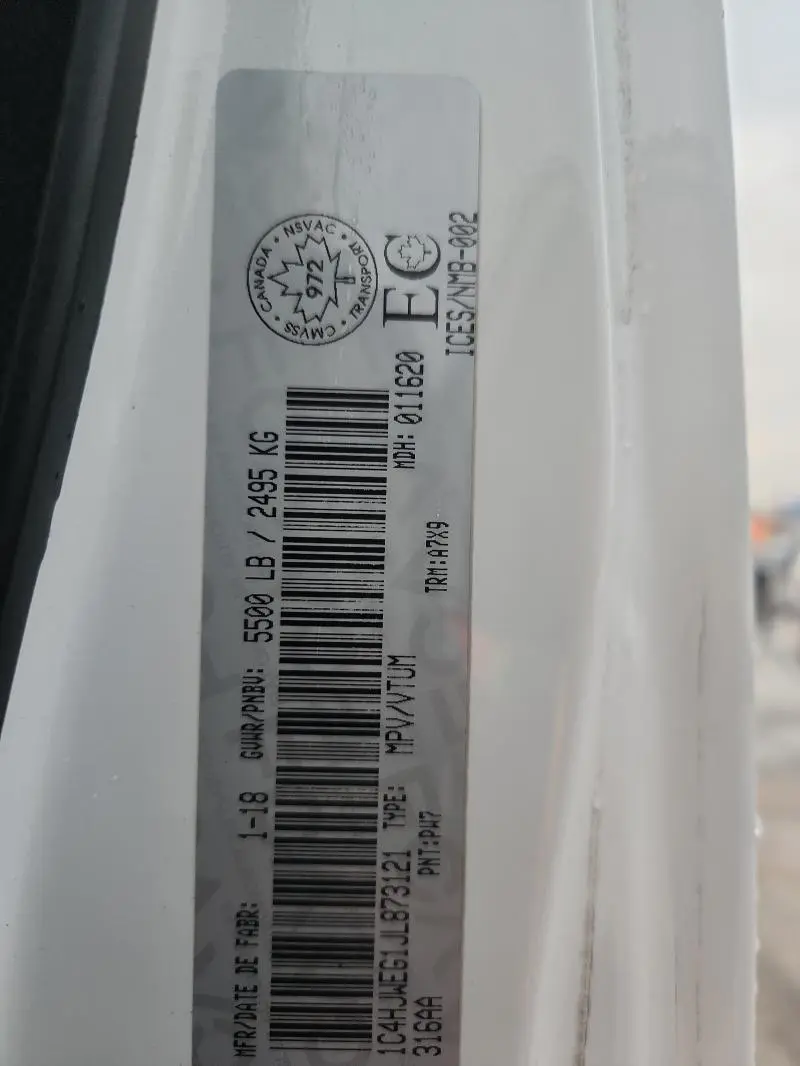 MFR/DATE DE FABR: 1-18 GVWR/PNBV: 5500 LB / 2495 KG
CANADA • NSVAC • TRANSPORT • CMVSS •
972
1C4HJWEG1JL873121 TYPE: MPV/VTUM MDH: 011620
EC
316AA PNT:PW7 TRM:A7X9
ICES/NMB-002